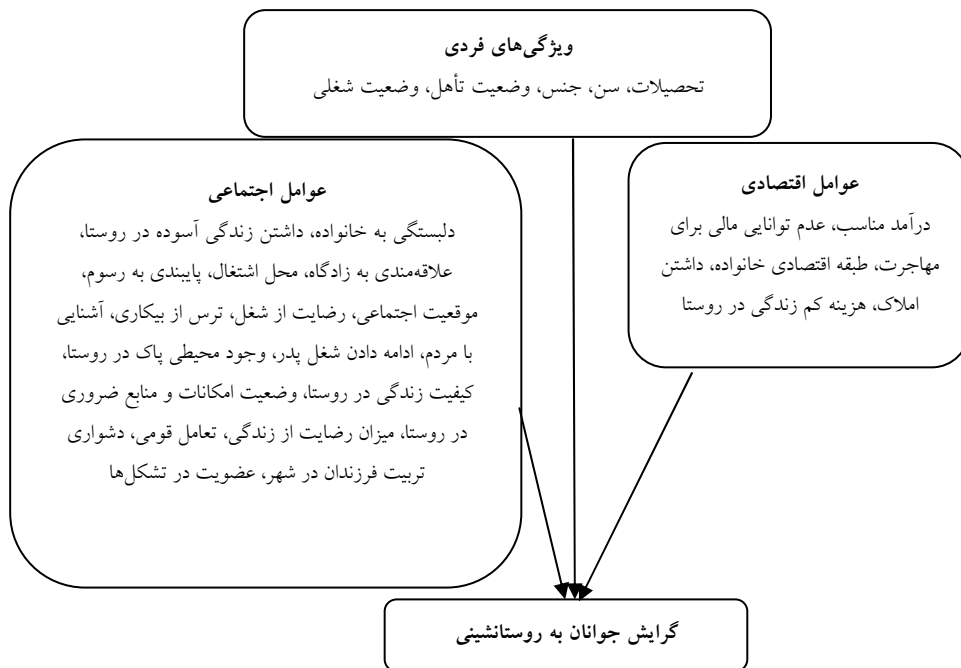 ویژگی‌های فردی
تحصیلات، سن، جنس، وضعیت تأهل، وضعیت شغلی
عوامل اقتصادی
درآمد مناسب، عدم توانایی مالی برای
مهاجرت، طبقه اقتصادی خانواده، داشتن
املاک، هزینه کم زندگی در روستا
عوامل اجتماعی
دلبستگی به خانواده، داشتن زندگی آسوده در روستا،
علاقه‌مندی به زادگاه، محل اشتغال، پایبندی به رسوم،
موقعیت اجتماعی، رضایت از شغل، ترس از بیکاری، آشنایی
با مردم، ادامه دادن شغل پدر، وجود محیطی پاک در روستا،
کیفیت زندگی در روستا، وضعیت امکانات و منابع ضروری
در روستا، میزان رضایت از زندگی، تعامل قومی، دشواری
تربیت فرزندان در شهر، عضویت در تشکل‌ها
گرایش جوانان به روستانشینی